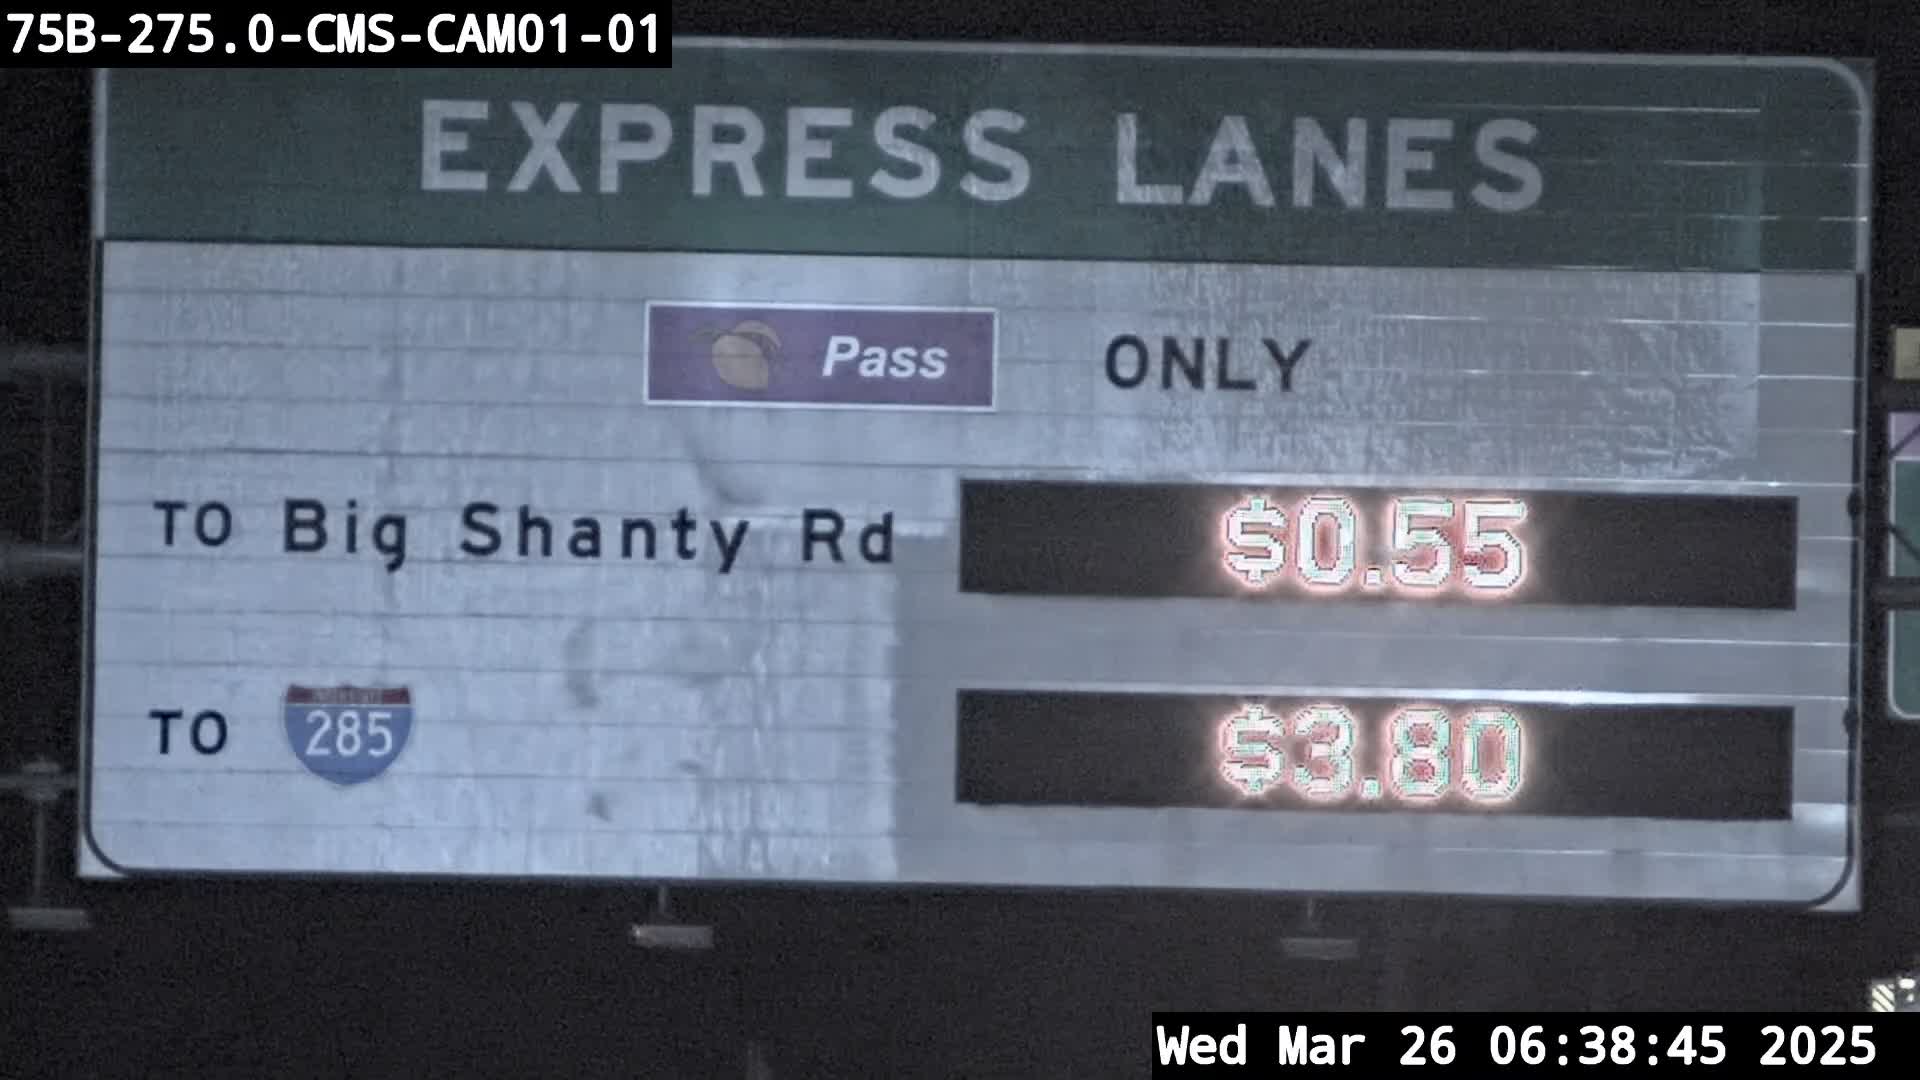 75B-275.0-CMS-CAM01-01
EXPRESS LANES
Pass ONLY
TO Big Shanty Rd $0.55
TO 285 $3.80
Wed Mar 26 06:38:45 2025